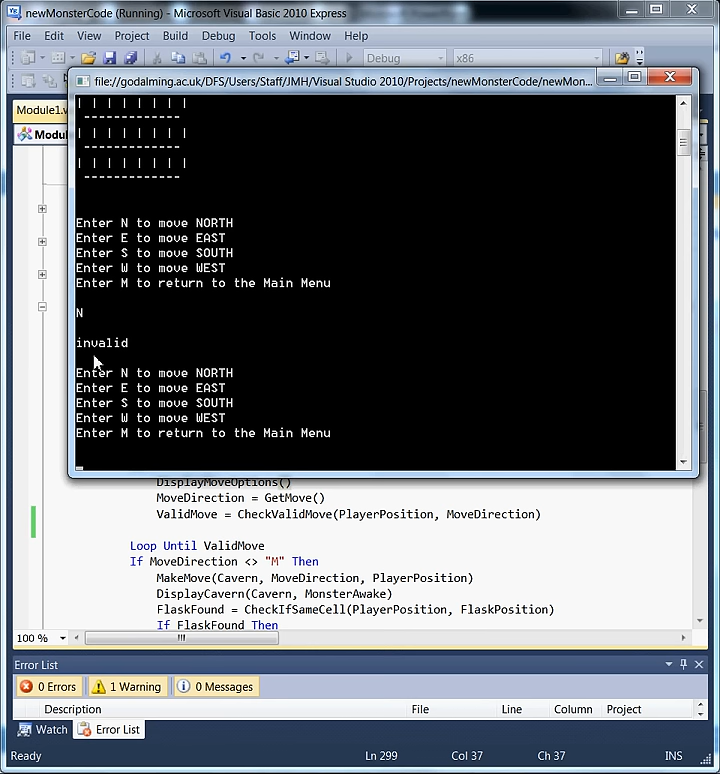 newMonsterCode (Running) - Microsoft Visual Basic 2010 Express
File Edit View Project Build Debug Tools Window Help
Debug x86
file://godalming.ac.uk/DFS/Users/Staff/JMH/Visual Studio 2010/Projects/newMonsterCode/newMon...
Module1.v
Modul
| | | | | | | |
-------------
| | | | | | | |
-------------
| | | | | | | |
-------------
Enter N to move NORTH
Enter E to move EAST
Enter S to move SOUTH
Enter W to move WEST
Enter M to return to the Main Menu
N
invalid
Enter N to move NORTH
Enter E to move EAST
Enter S to move SOUTH
Enter W to move WEST
Enter M to return to the Main Menu
DisplayMoveOptions()
MoveDirection = GetMove()
ValidMove = CheckValidMove(PlayerPosition, MoveDirection)
Loop Until ValidMove
If MoveDirection <> "M" Then
MakeMove(Cavern, MoveDirection, PlayerPosition)
DisplayCavern(Cavern, MonsterAwake)
FlaskFound = CheckIfSameCell(PlayerPosition, FlaskPosition)
If FlaskFound Then
100 %
Error List
0 Errors 1 Warning 0 Messages
Description File Line Column Project
Watch Error List
Ready Ln 299 Col 37 Ch 37 INS